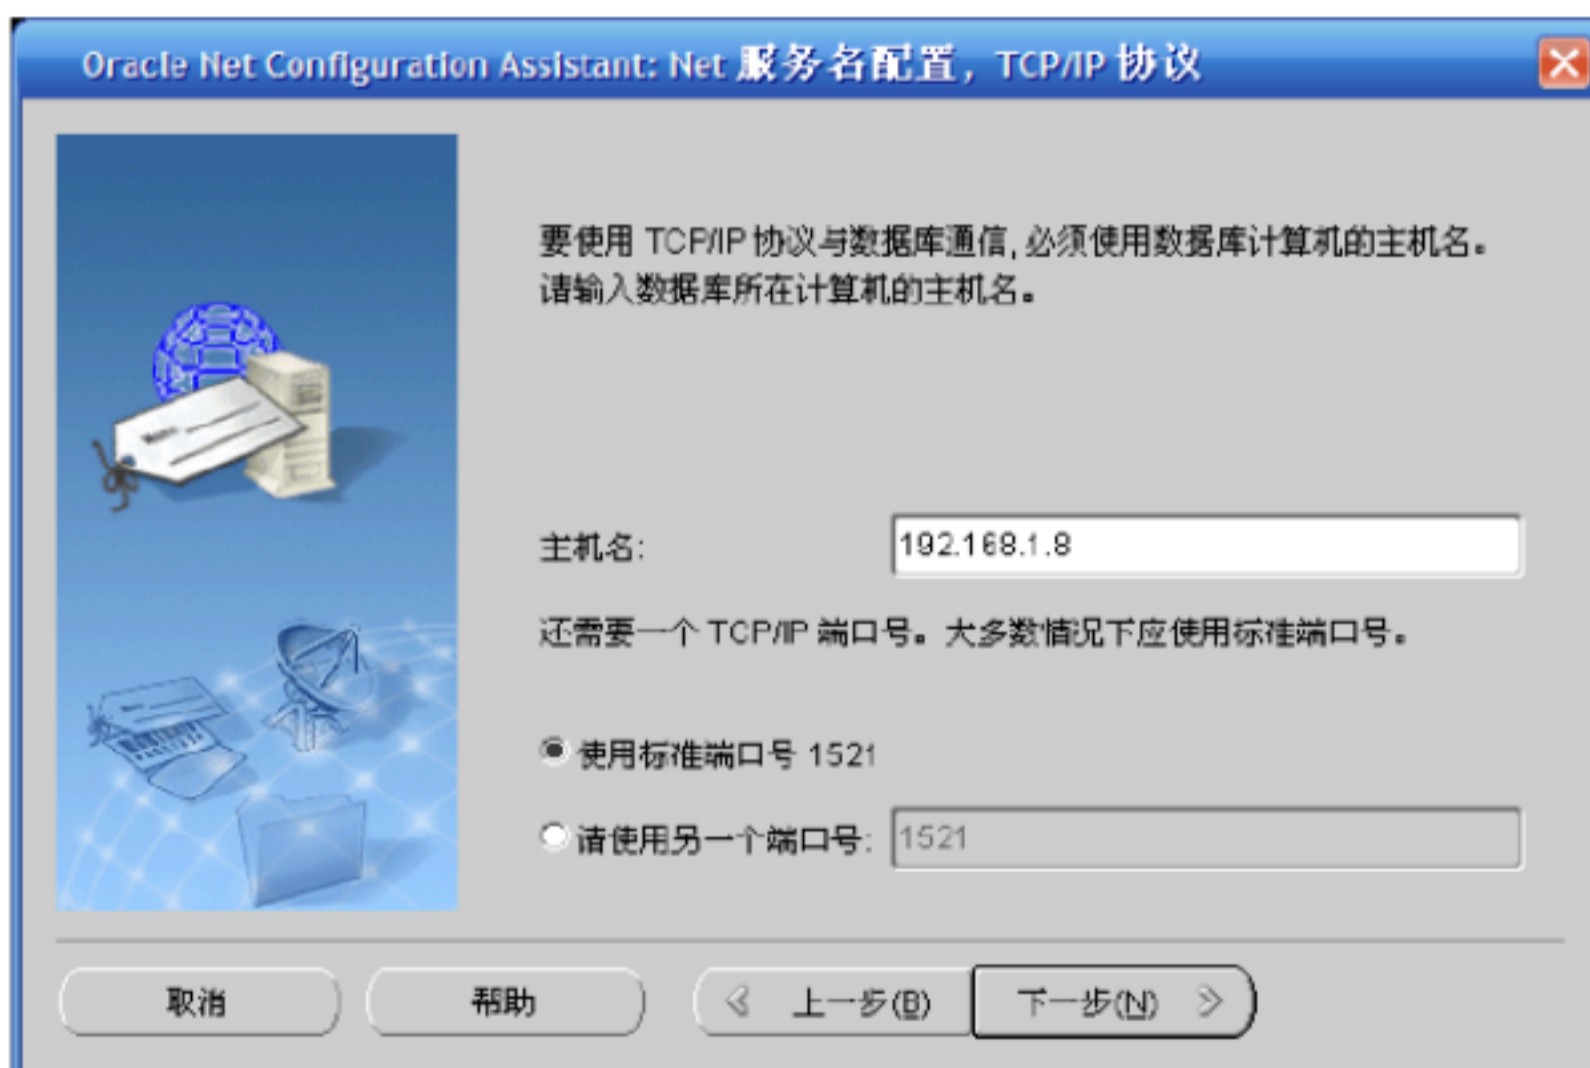 Oracle Net Configuration Assistant: Net 服务名配置，TCP/IP 协议
要使用 TCP/IP 协议与数据库通信, 必须使用数据库计算机的主机名。
请输入数据库所在计算机的主机名。
主机名: 192.168.1.8
还需要一个 TCP/IP 端口号。大多数情况下应使用标准端口号。
使用标准端口号 1521
请使用另一个端口号: 1521
取消 帮助 上一步(B) 下一步(N)